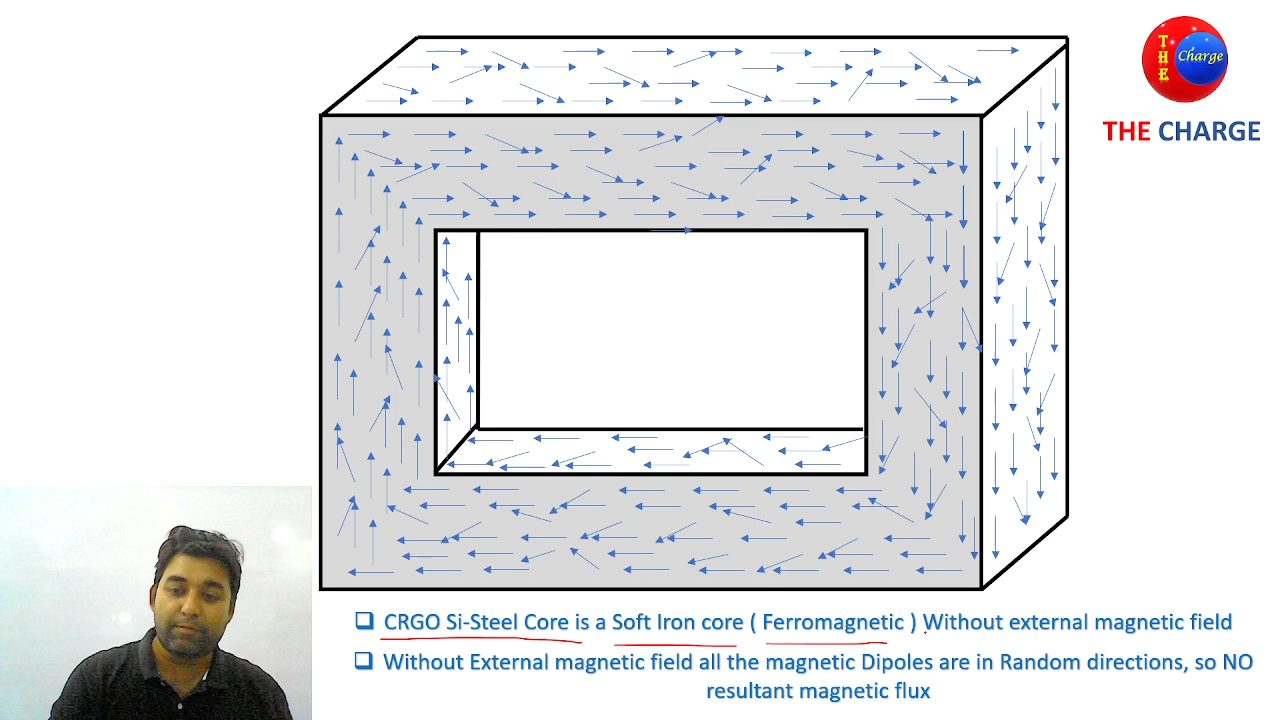 THE
Charge
THE CHARGE
❑ CRGO Si-Steel Core is a Soft Iron core ( Ferromagnetic ) Without external magnetic field
❑ Without External magnetic field all the magnetic Dipoles are in Random directions, so NO
resultant magnetic flux